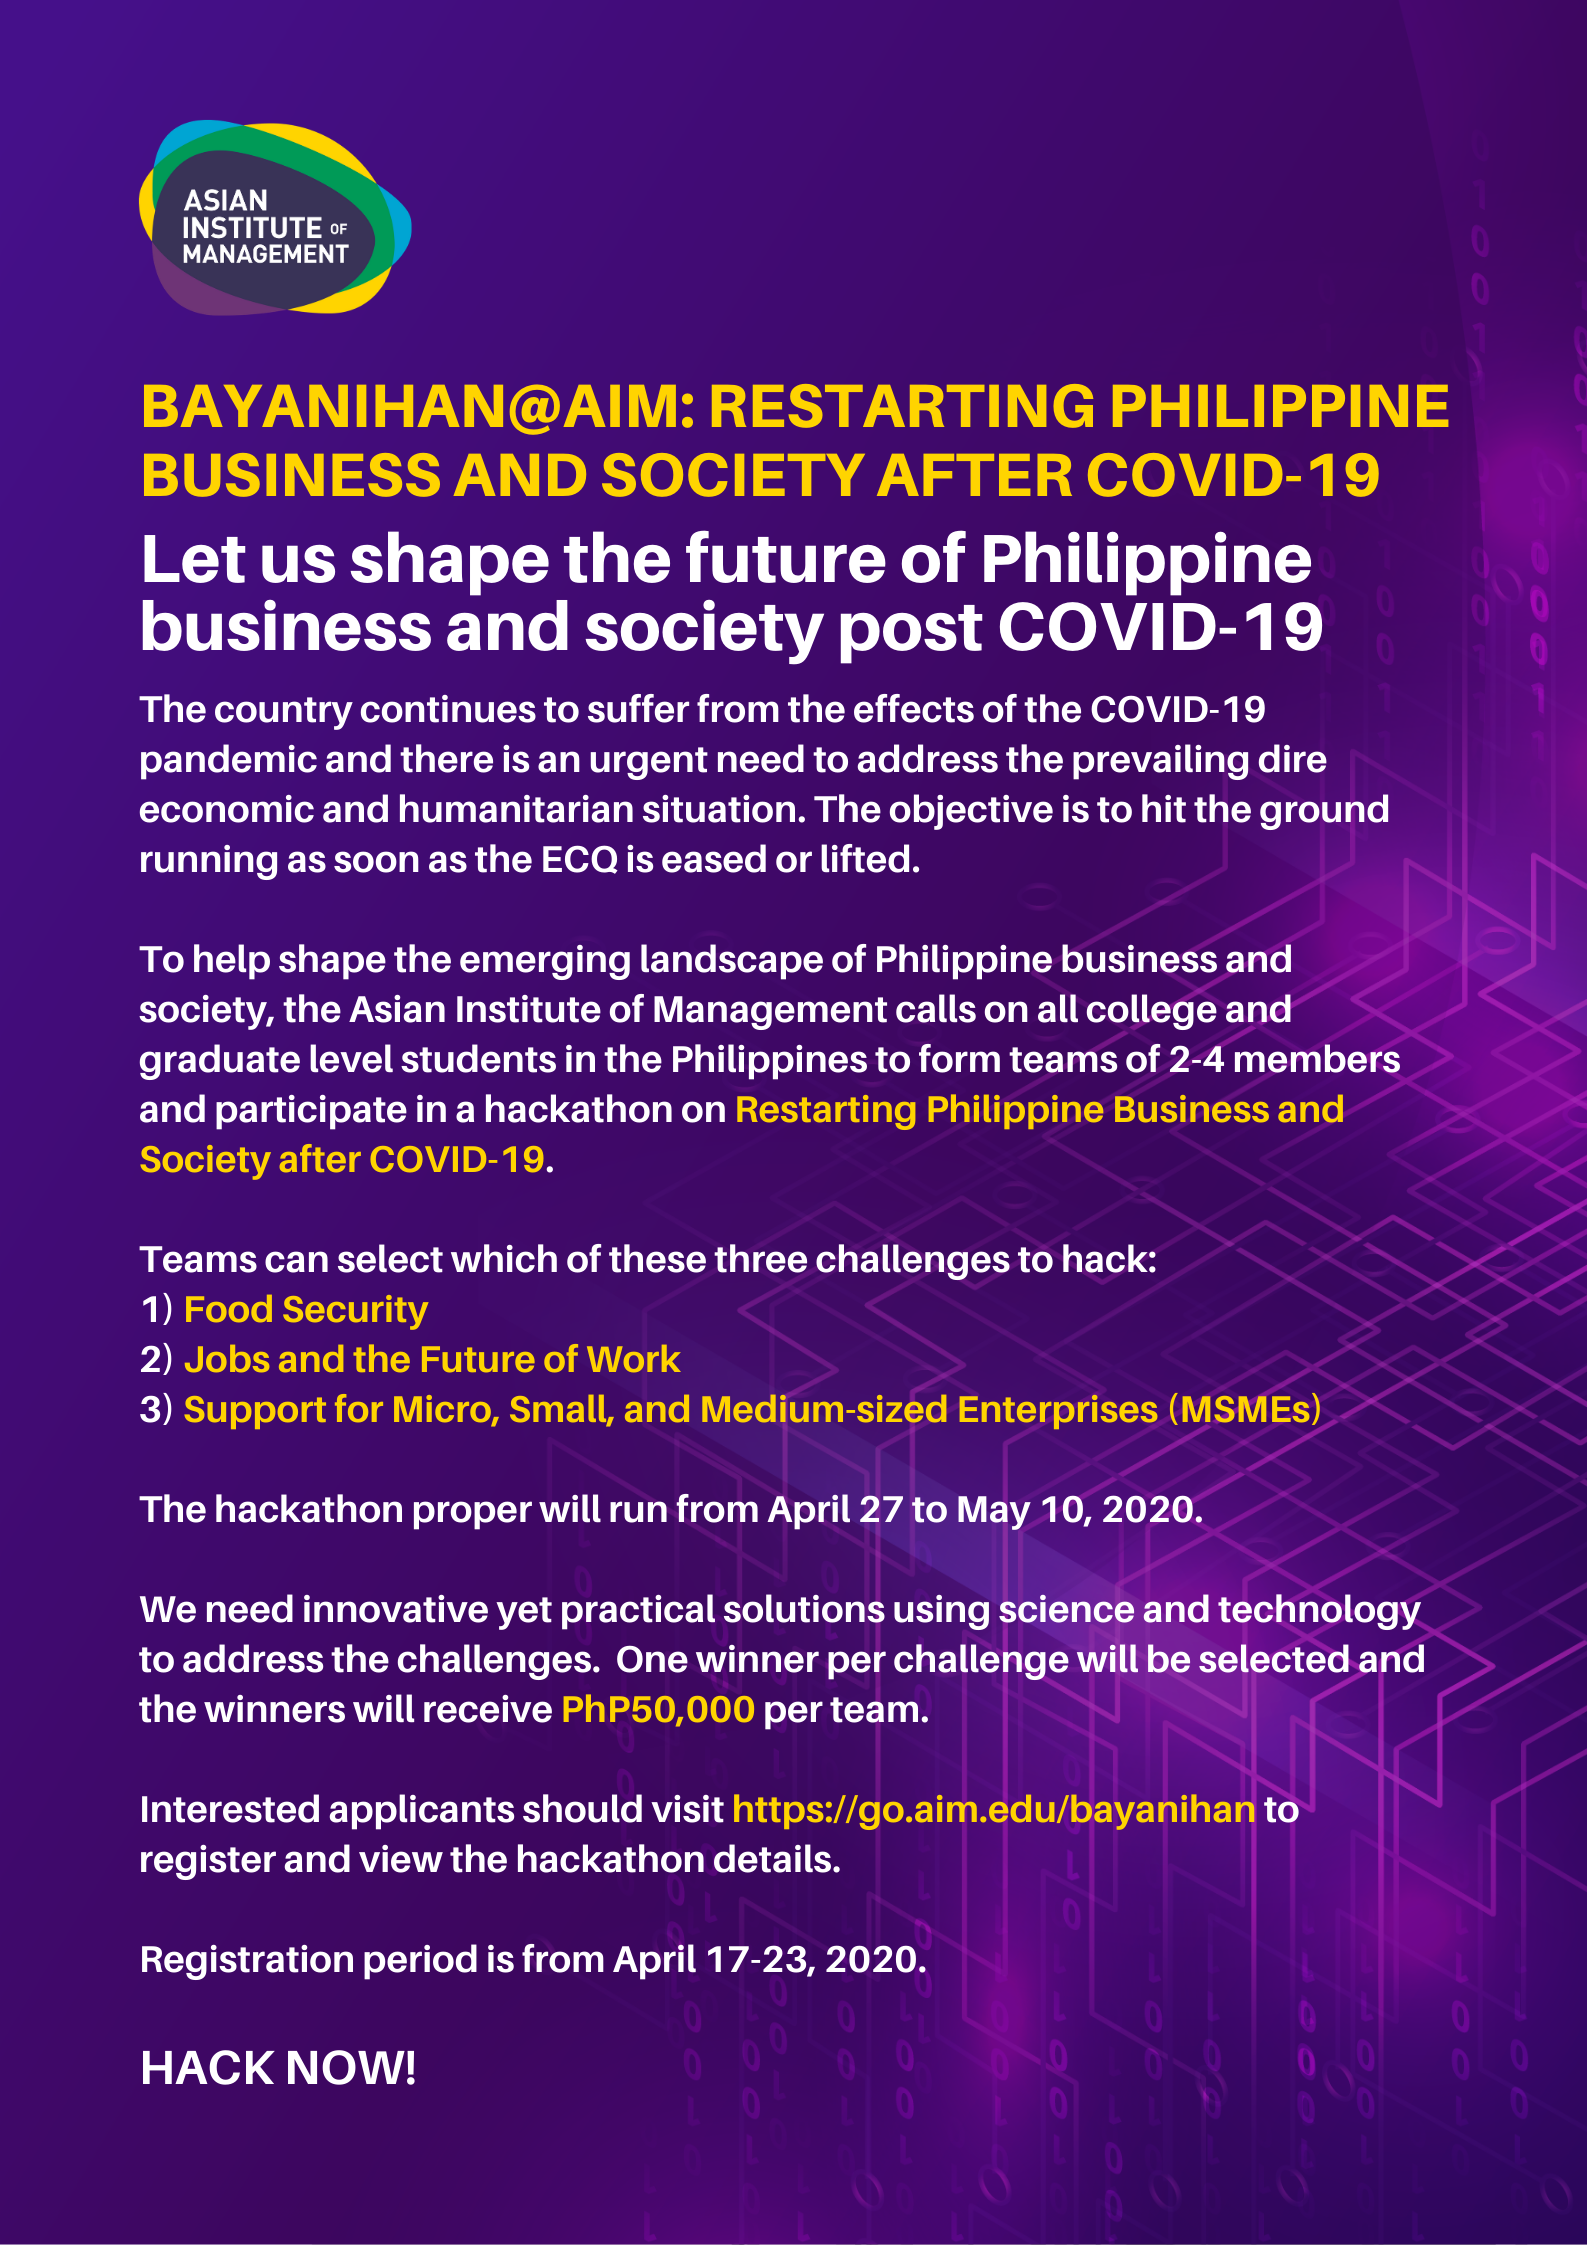 ASIAN
INSTITUTE OF
MANAGEMENT
BAYANIHAN@AIM: RESTARTING PHILIPPINE
BUSINESS AND SOCIETY AFTER COVID-19
Let us shape the future of Philippine
business and society post COVID-19
The country continues to suffer from the effects of the COVID-19
pandemic and there is an urgent need to address the prevailing dire
economic and humanitarian situation. The objective is to hit the ground
running as soon as the ECQ is eased or lifted.
To help shape the emerging landscape of Philippine business and
society, the Asian Institute of Management calls on all college and
graduate level students in the Philippines to form teams of 2-4 members
and participate in a hackathon on Restarting Philippine Business and
Society after COVID-19.
Teams can select which of these three challenges to hack:
1) Food Security
2) Jobs and the Future of Work
3) Support for Micro, Small, and Medium-sized Enterprises (MSMEs)
The hackathon proper will run from April 27 to May 10, 2020.
We need innovative yet practical solutions using science and technology
to address the challenges.  One winner per challenge will be selected and
the winners will receive PhP50,000 per team.
Interested applicants should visit https://go.aim.edu/bayanihan to
register and view the hackathon details.
Registration period is from April 17-23, 2020.
HACK NOW!